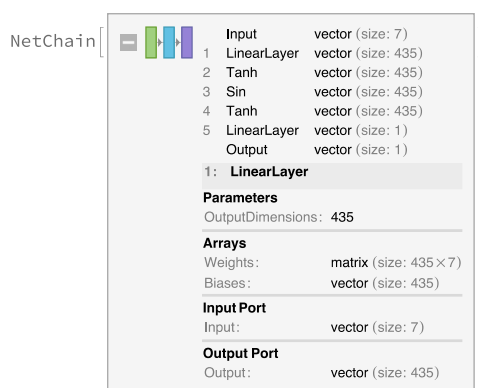 NetChain[
Input vector (size: 7)
1 LinearLayer vector (size: 435)
2 Tanh vector (size: 435)
3 Sin vector (size: 435)
4 Tanh vector (size: 435)
5 LinearLayer vector (size: 1)
Output vector (size: 1)
1: LinearLayer
Parameters
OutputDimensions: 435
Arrays
Weights: matrix (size: 435×7)
Biases: vector (size: 435)
Input Port
Input: vector (size: 7)
Output Port
Output: vector (size: 435)